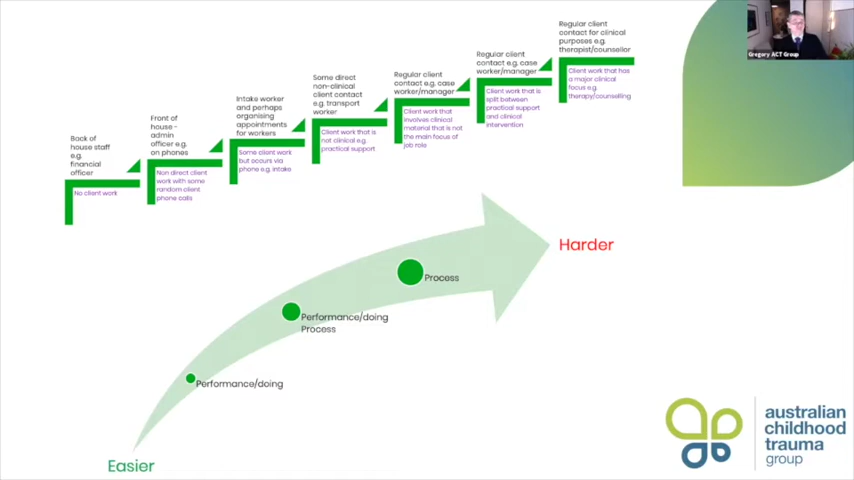 Back of
house staff
e.g.
financial
officer
No client work
Front of
house -
admin
officer e.g.
on phones
Non direct client
work with some
random client
phone calls
Intake worker
and perhaps
organising
appointments
for workers
Some client work
but occurs via
phone e.g. intake
Some direct
non-clinical
client contact
e.g. transport
worker
Client work that is
not clinical e.g.
practical support
Regular client
contact e.g. case
worker/manager
Client work that
involves clinical
material that is not
the main focus of
job role
Regular client
contact e.g. case
worker/manager
Client work that is
split between
practical support
and clinical
intervention
Regular client
contact for clinical
purposes e.g.
therapist/counsellor
Client work that has
a major clinical
focus e.g.
therapy/counselling
Gregory ACT Group
Harder
Process
Performance/doing
Process
Performance/doing
Easier
australian
childhood
trauma
group